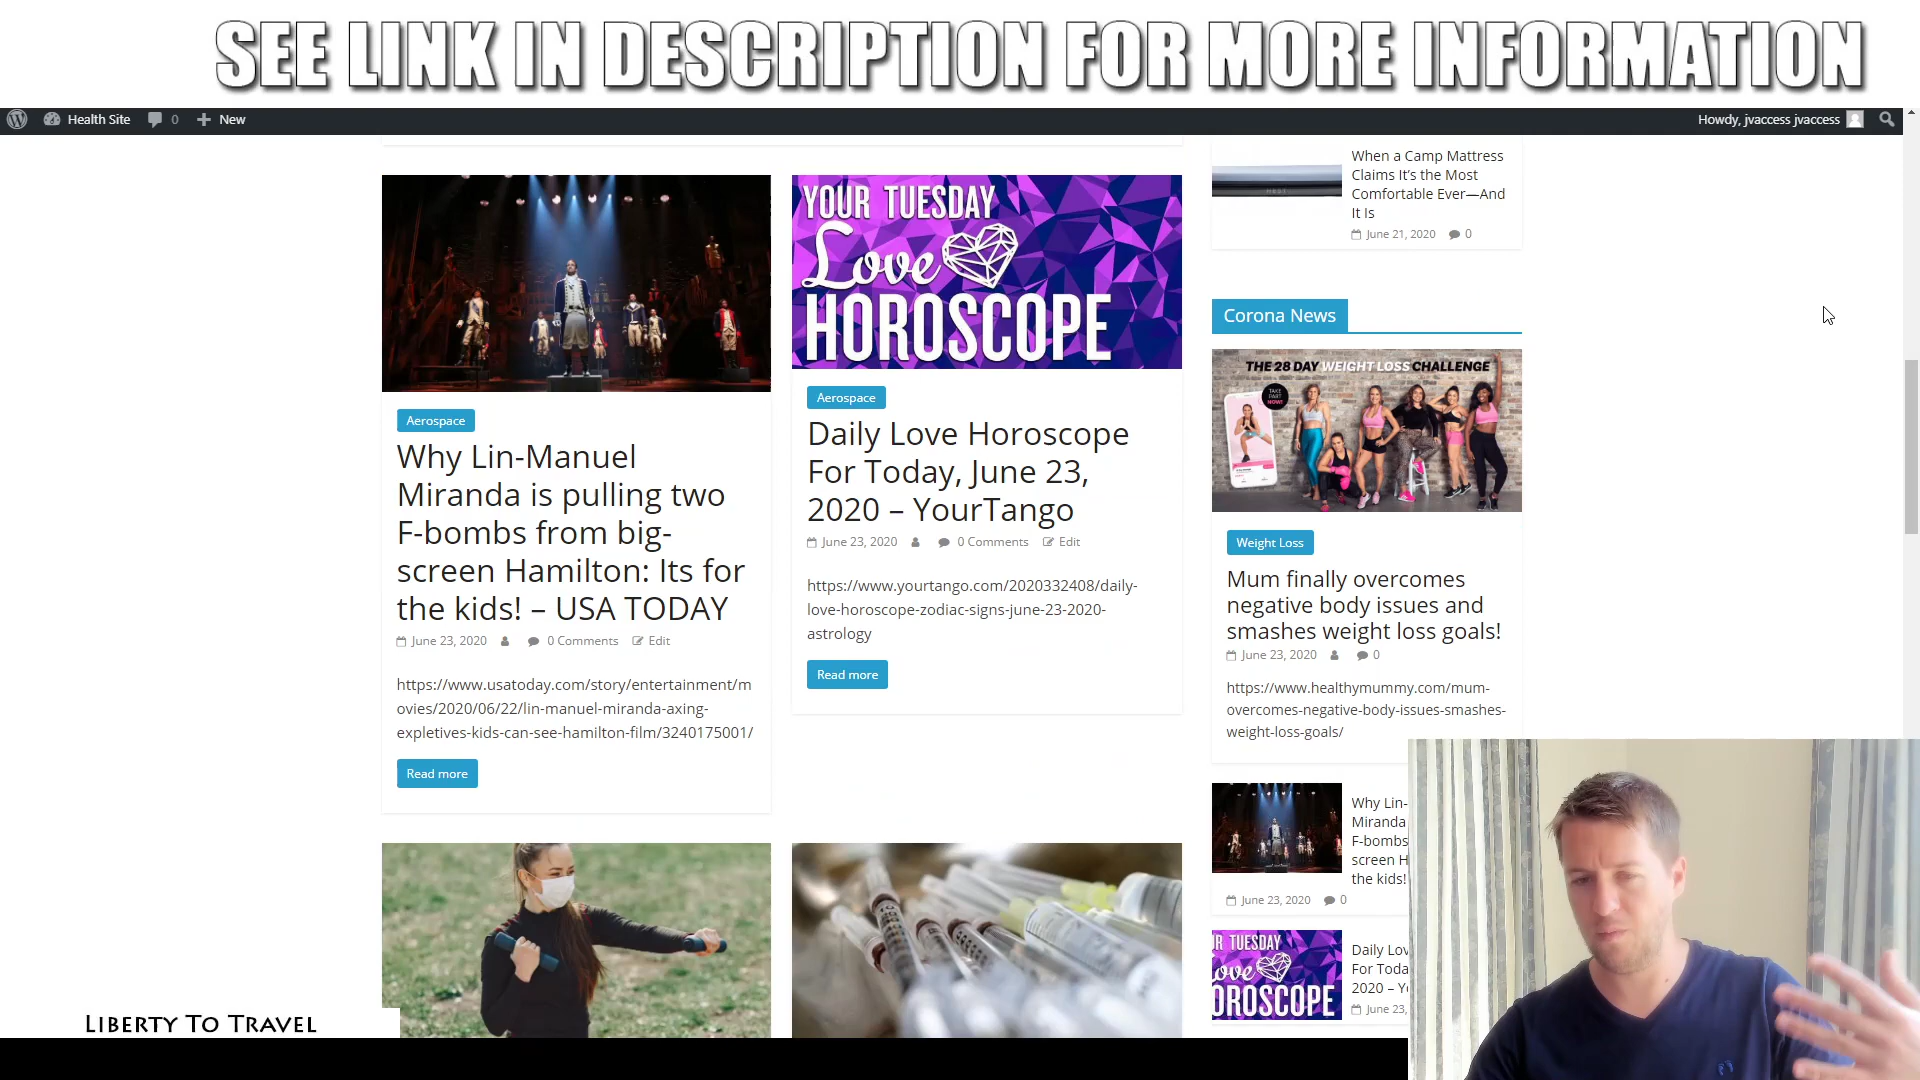 SEE LINK IN DESCRIPTION FOR MORE INFORMATION
Health Site
0
New
Howdy, jvaccess jvaccess
YOUR TUESDAY
Love
HOROSCOPE
Aerospace
Why Lin-Manuel
Miranda is pulling two
F-bombs from big-
screen Hamilton: Its for
the kids! – USA TODAY
June 23, 2020
0 Comments
Edit
https://www.usatoday.com/story/entertainment/m
ovies/2020/06/22/lin-manuel-miranda-axing-
expletives-kids-can-see-hamilton-film/3240175001/
Read more
Aerospace
Daily Love Horoscope
For Today, June 23,
2020 – YourTango
June 23, 2020
0 Comments
Edit
https://www.yourtango.com/2020332408/daily-
love-horoscope-zodiac-signs-june-23-2020-
astrology
Read more
When a Camp Mattress
Claims It’s the Most
Comfortable Ever—And
It Is
June 21, 2020
0
Corona News
THE 28 DAY WEIGHT LOSS CHALLENGE
TAKE
PART
NOW!
Weight Loss
Mum finally overcomes
negative body issues and
smashes weight loss goals!
June 23, 2020
0
https://www.healthymummy.com/mum-
overcomes-negative-body-issues-smashes-
weight-loss-goals/
Why Lin-
Miranda
F-bombs
screen H
the kids!
June 23, 2020
0
R TUESDAY
ove
OROSCOPE
Daily Lov
For Toda
2020 – Y
June 23,
LIBERTY TO TRAVEL